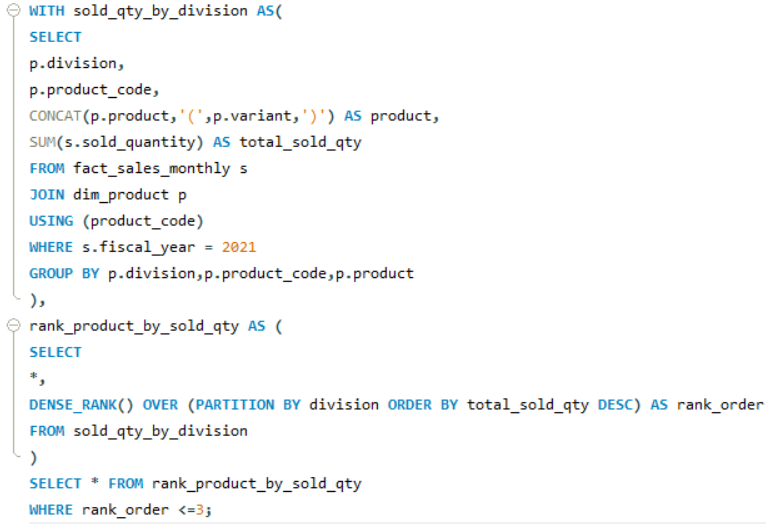 WITH sold_qty_by_division AS(
SELECT
p.division,
p.product_code,
CONCAT(p.product,'(',p.variant,')') AS product,
SUM(s.sold_quantity) AS total_sold_qty
FROM fact_sales_monthly s
JOIN dim_product p
USING (product_code)
WHERE s.fiscal_year = 2021
GROUP BY p.division,p.product_code,p.product
),
rank_product_by_sold_qty AS (
SELECT
*,
DENSE_RANK() OVER (PARTITION BY division ORDER BY total_sold_qty DESC) AS rank_order
FROM sold_qty_by_division
)
SELECT * FROM rank_product_by_sold_qty
WHERE rank_order <=3;